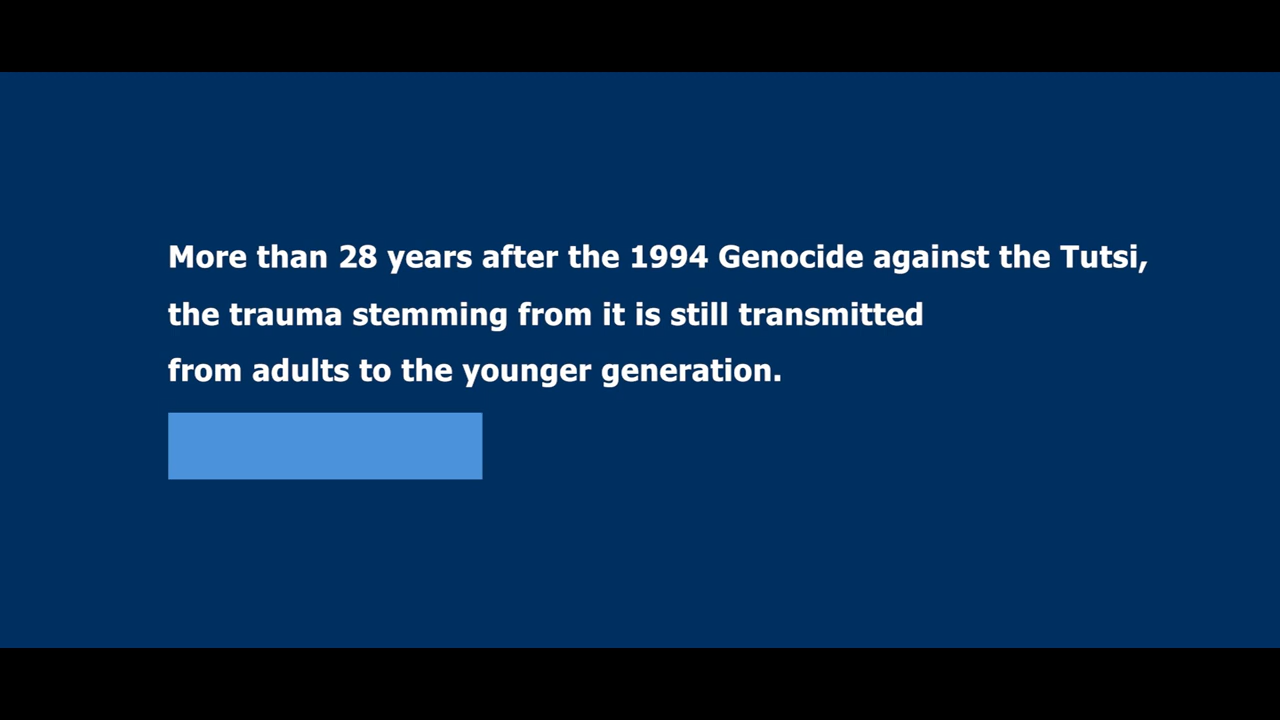 More than 28 years after the 1994 Genocide against the Tutsi,
the trauma stemming from it is still transmitted
from adults to the younger generation.